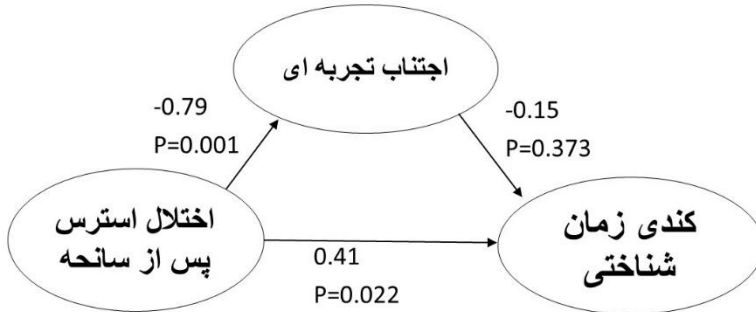 اجتناب تجربه ای
-0.79
P=0.001
-0.15
P=0.373
اختلال استرس
پس از سانحه
0.41
P=0.022
کندی زمان
شناختی